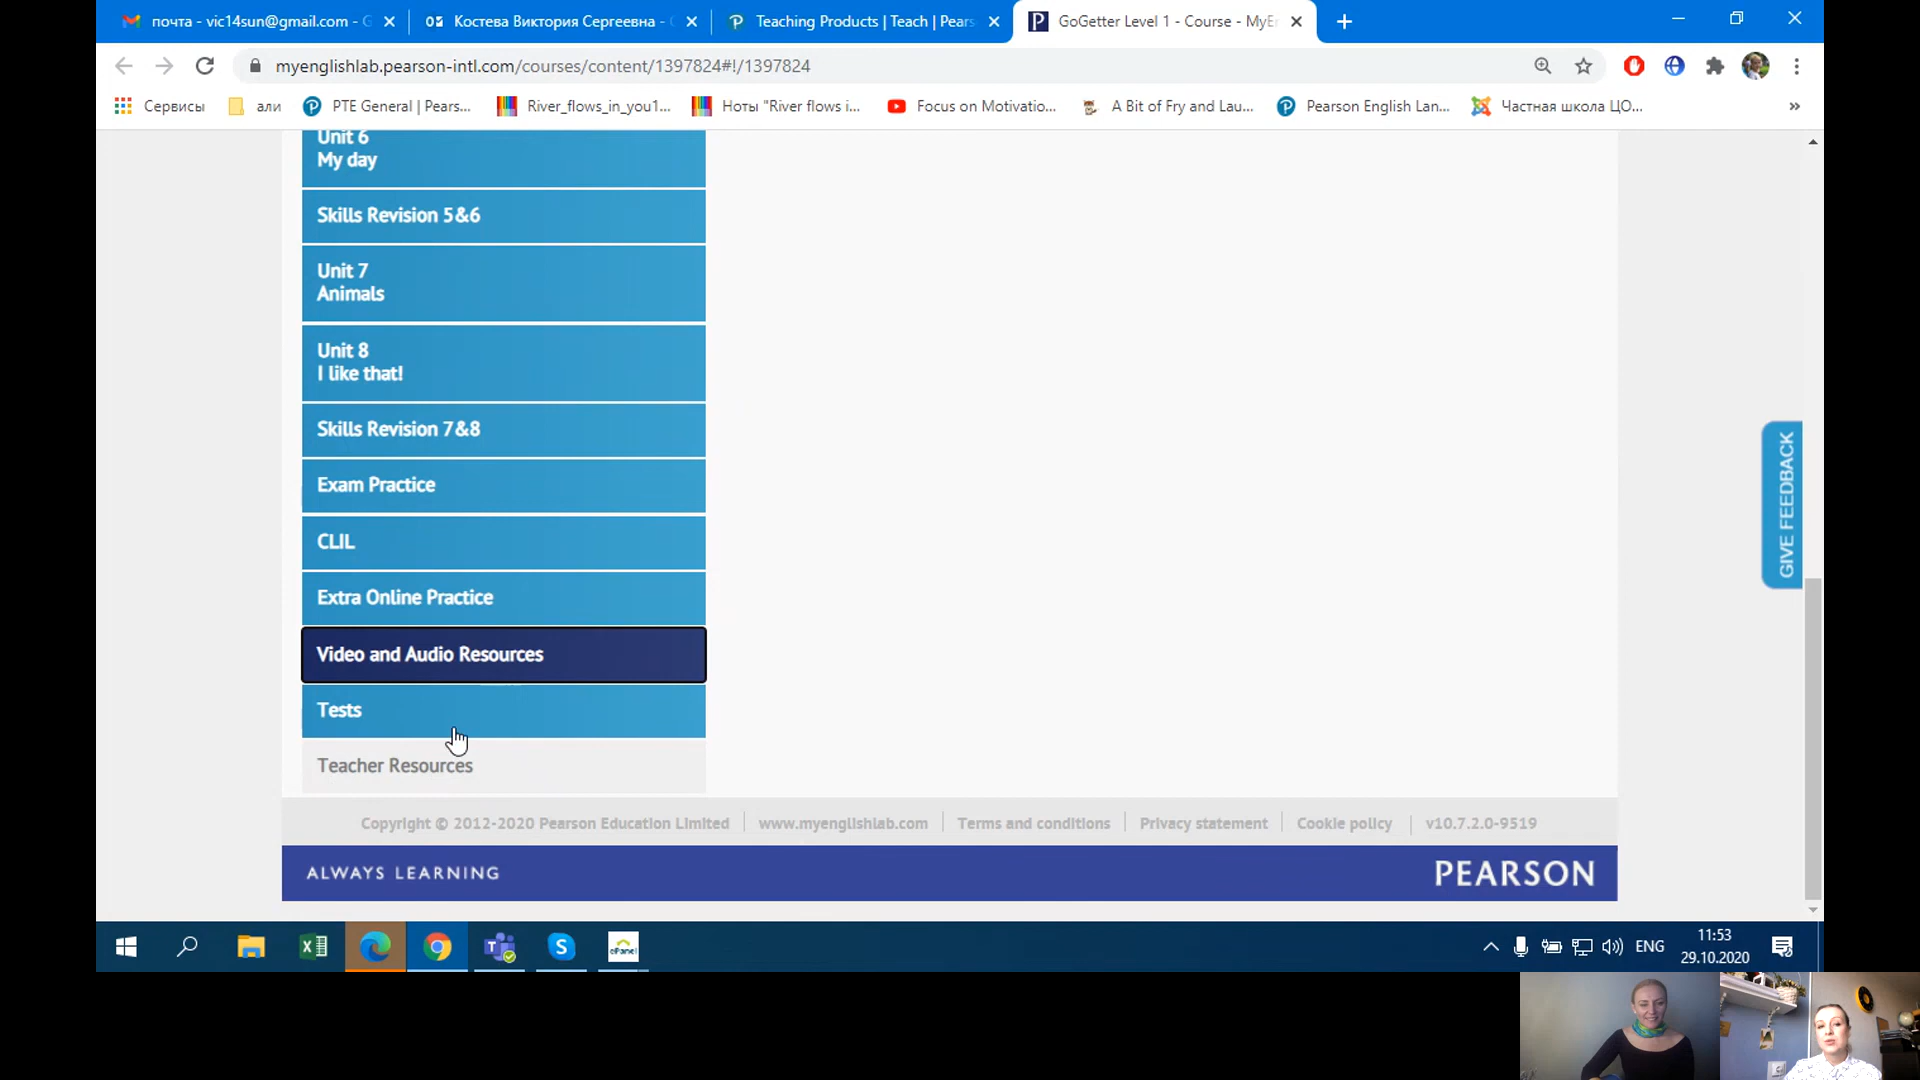 почта - vic14sun@gmail.com - G
Костева Виктория Сергеевна -
Teaching Products | Teach | Pears
GoGetter Level 1 - Course - MyE
myenglishlab.pearson-intl.com/courses/content/1397824#!/1397824
Сервисы
али
PTE General | Pears...
River_flows_in_you1...
Ноты "River flows i...
Focus on Motivatio...
A Bit of Fry and Lau...
Pearson English Lan...
Частная школа ЦО...
Unit 6
My day
Skills Revision 5&6
Unit 7
Animals
Unit 8
I like that!
Skills Revision 7&8
Exam Practice
CLIL
Extra Online Practice
Video and Audio Resources
Tests
Teacher Resources
GIVE FEEDBACK
Copyright © 2012-2020 Pearson Education Limited
www.myenglishlab.com
Terms and conditions
Privacy statement
Cookie policy
v10.7.2.0-9519
ALWAYS LEARNING
PEARSON
ePanel
ENG
11:53
29.10.2020